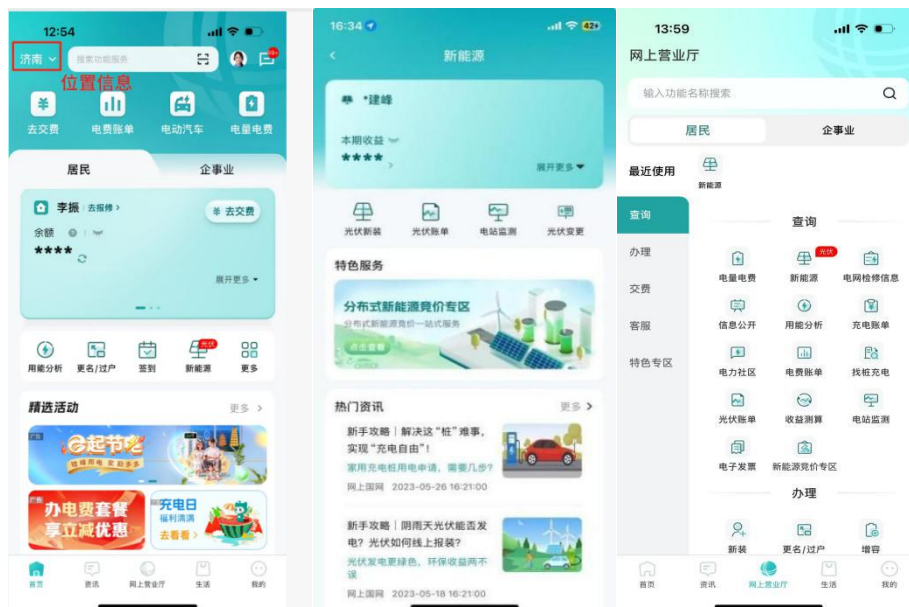 12:54
济南
搜索功能服务
99+
位置信息
去交费
电费账单
电动汽车
电量电费
居民
企事业
李振 去报修 >
¥ 去交费
余额
****
展开更多
用能分析
更名/过户
签到
光伏
新能源
更多
精选活动
更多 >
广告
e起节电
广告
办电费套餐
享立减优惠
充电日
福利满满
去看看 >
首页
资讯
网上营业厅
生活
我的
16:34
42
新能源
*建峰
本期收益
****
展开更多
光伏新装
光伏账单
电站监测
光伏变更
特色服务
分布式新能源竞价专区
分布式新能源竞价一站式服务
点击查看
热门资讯
更多 >
新手攻略｜解决这“桩”难事，
实现“充电自由”！
家用充电桩用电申请，需要几步？
网上国网 2023-05-26 16:21:00
新手攻略｜阴雨天光伏能否发
电？光伏如何线上报装？
光伏发电更绿色，环保收益两不
误
网上国网 2023-05-18 16:21:00
13:59
网上营业厅
输入功能名称搜索
居民
企事业
最近使用
新能源
查询
办理
交费
客服
特色专区
查询
电量电费
光伏
新能源
电网检修信息
信息公开
用能分析
充电账单
电力社区
电费账单
找桩充电
光伏账单
收益测算
电站监测
电子发票
新能源竞价专区
办理
新装
更名/过户
增容
首页
资讯
网上营业厅
生活
我的